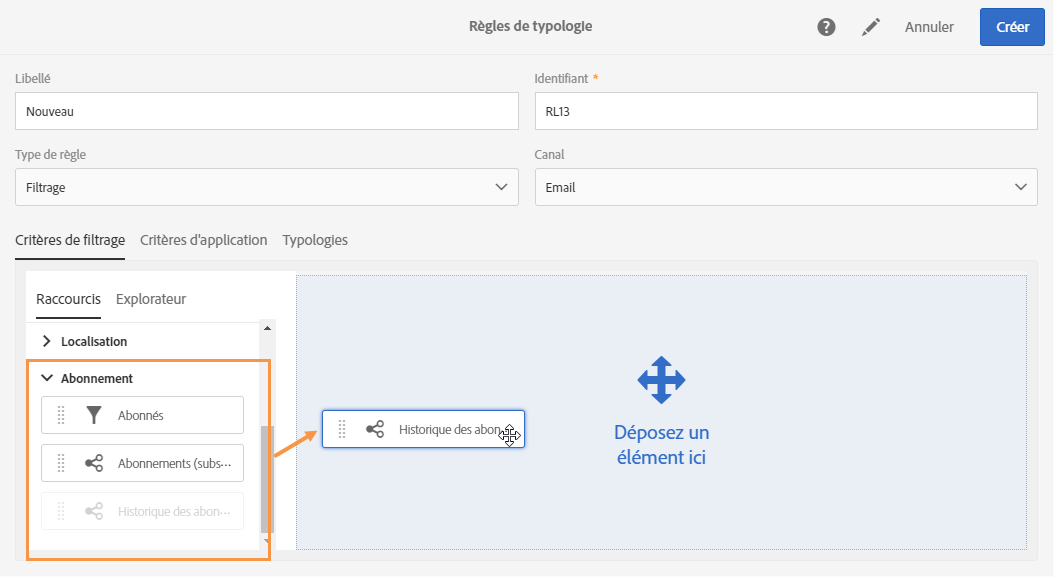 Règles de typologie
Annuler
Créer
Libellé
Identifiant *
Nouveau
RL13
Type de règle
Canal
Filtrage
Email
Critères de filtrage Critères d'application Typologies
Raccourcis Explorateur
Localisation
Abonnement
Abonnés
Abonnements (subs···
Historique des abon···
Historique des abon
Déposez un
élément ici